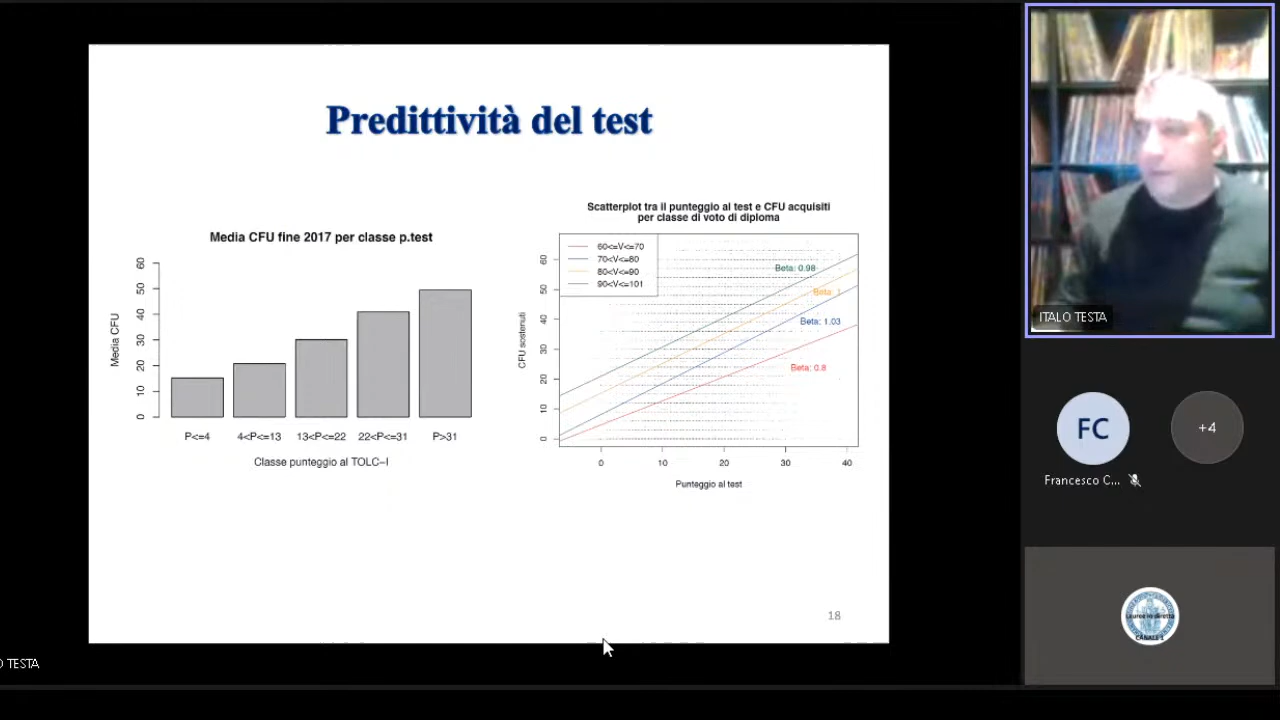 Predittività del test
Media CFU fine 2017 per classe p.test
Media CFU
0
10
20
30
40
50
60
P<=4
4<P<=13
13<P<=22
22<P<=31
P>31
Classe punteggio al TOLC-I
Scatterplot tra il punteggio al test e CFU acquisiti
per classe di voto di diploma
60<=V<=70
70<V<=80
80<V<=90
90<V<=101
Beta: 0.98
Beta: 1
Beta: 1.03
Beta: 0.8
CFU sostenuti
0
10
20
30
40
50
60
0
10
20
30
40
Punteggio al test
18
ITALO TESTA
FC
+4
Francesco C...
Lauree in diretta
CANALE
O TESTA